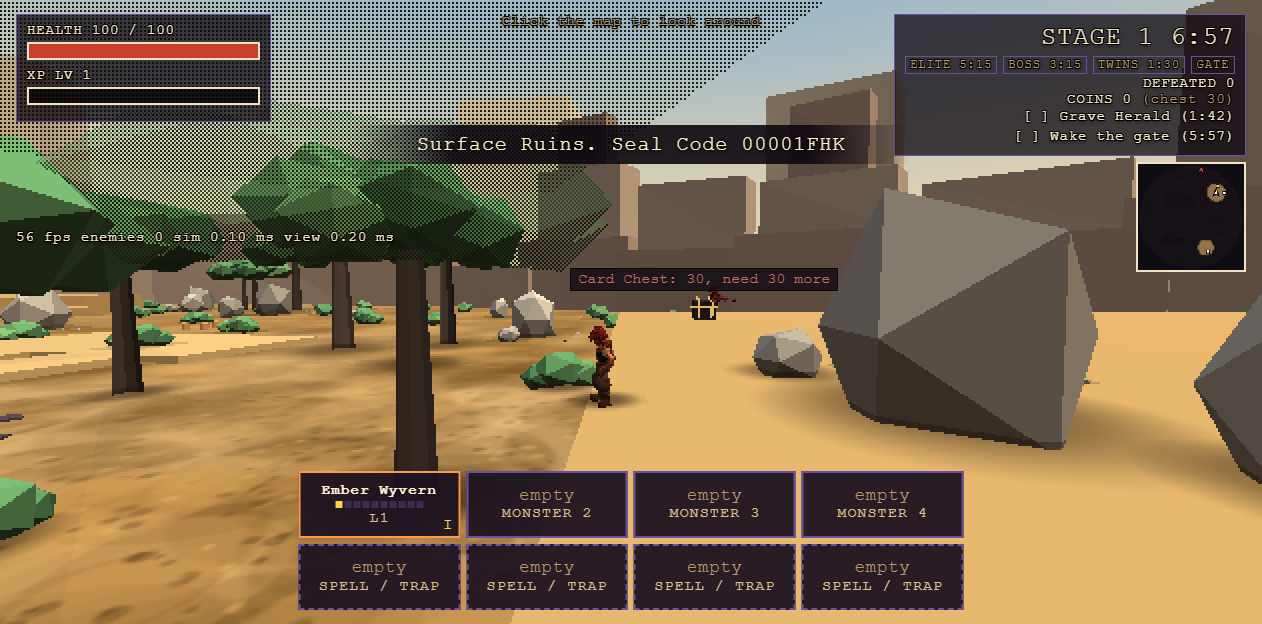 HEALTH 100 / 100
XP LV 1
Click the map to look around
STAGE 1 6:57
ELITE 5:15 BOSS 3:15 TWINS 1:30 GATE
DEFEATED 0
COINS 0 (chest 30)
[ ] Grave Herald (1:42)
[ ] Wake the gate (5:57)
Surface Ruins. Seal Code 00001FHK
56 fps enemies 0 sim 0.10 ms view 0.20 ms
Card Chest: 30, need 30 more
Ember Wyvern
L1
I
empty
MONSTER 2
empty
MONSTER 3
empty
MONSTER 4
empty
SPELL / TRAP
empty
SPELL / TRAP
empty
SPELL / TRAP
empty
SPELL / TRAP